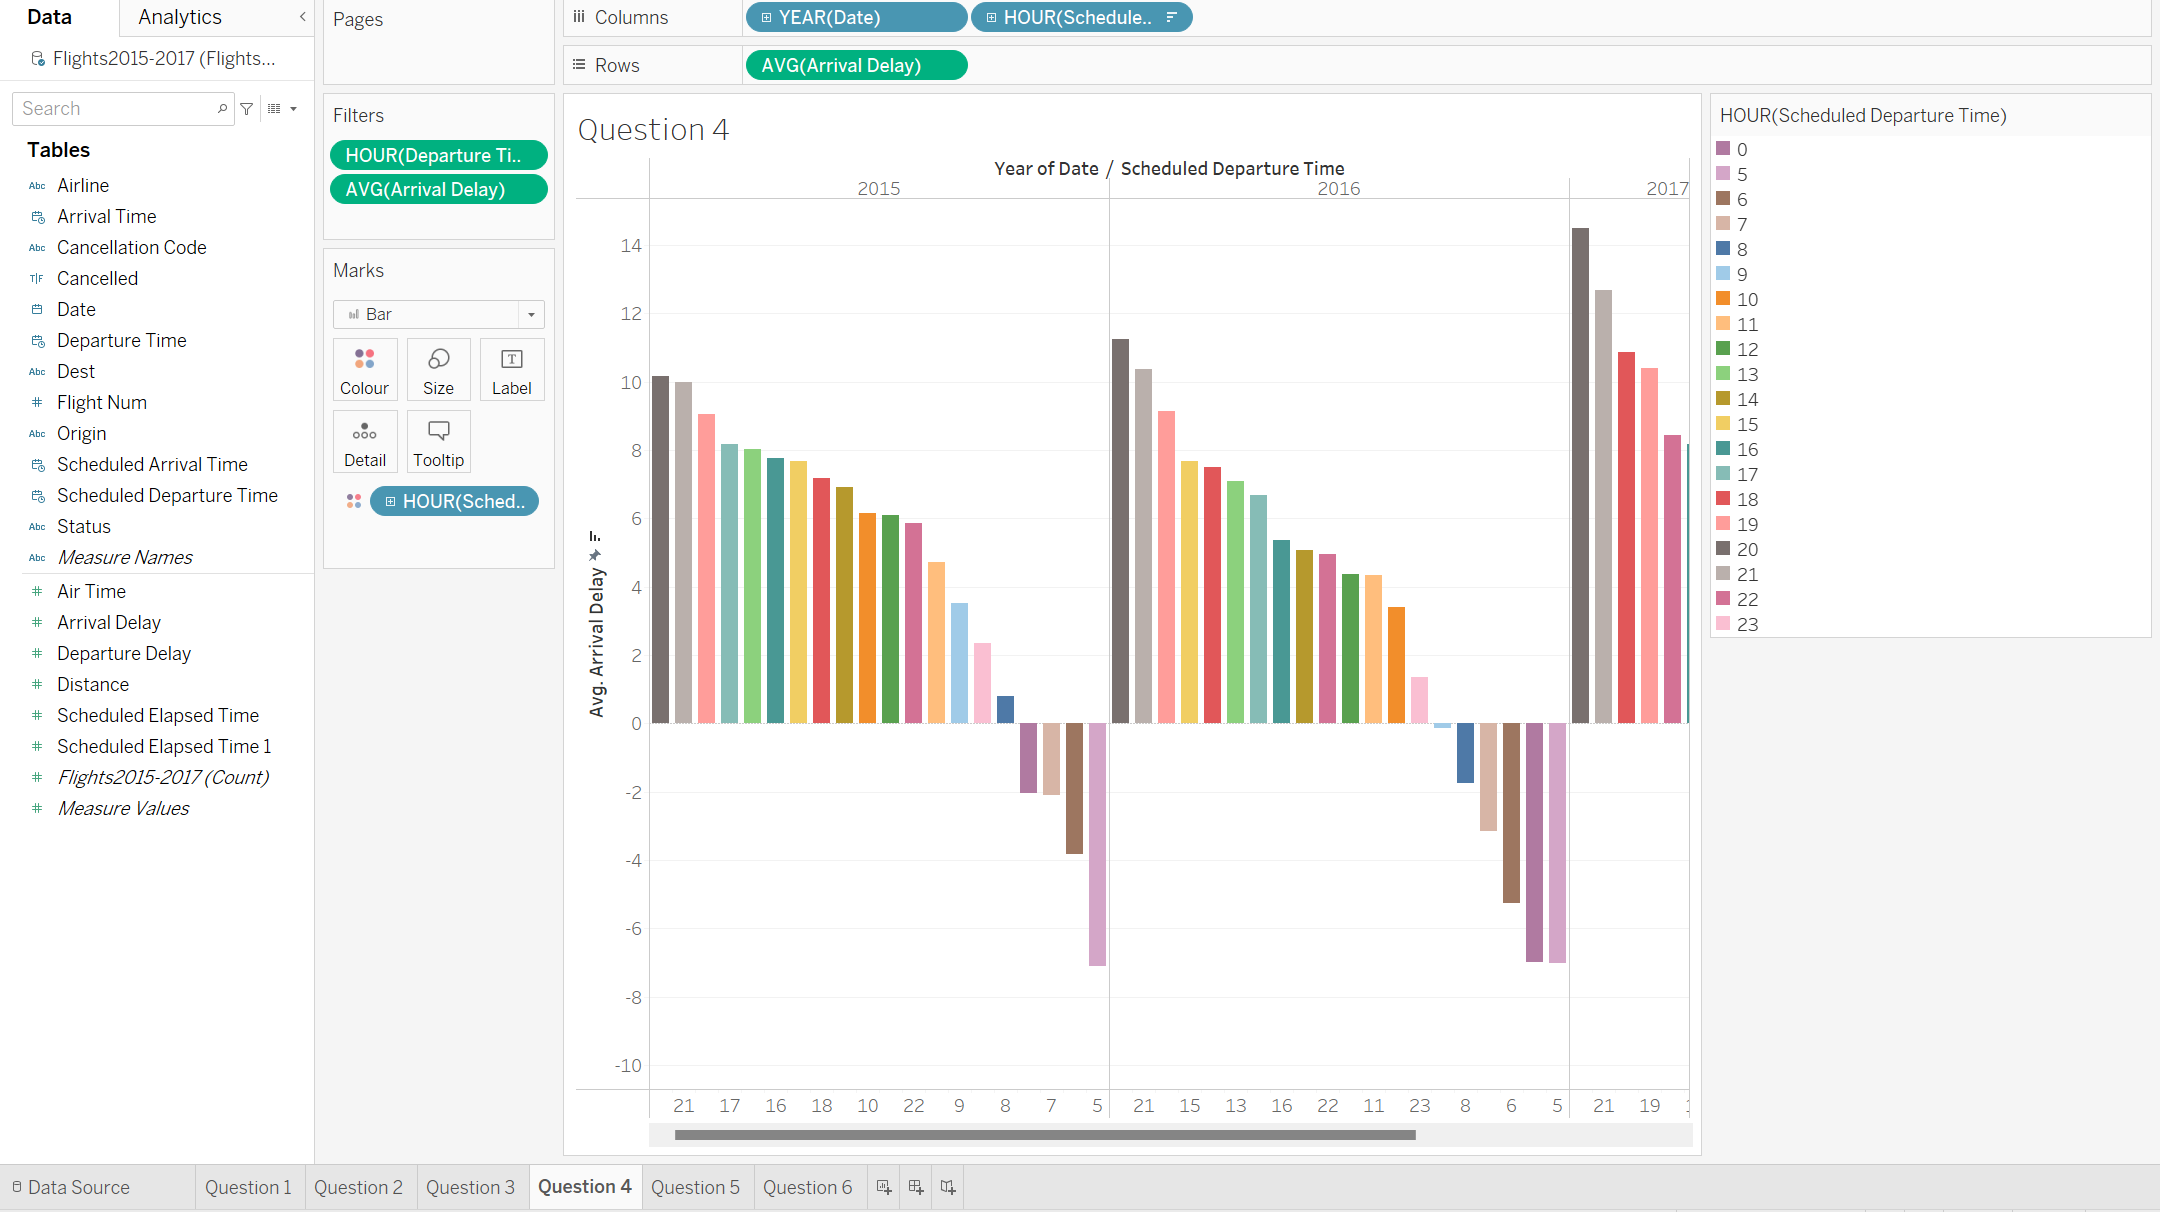 Data
Analytics
Flights2015-2017 (Flights...
Search
Tables
Abc Airline
Arrival Time
Abc Cancellation Code
T|F Cancelled
Date
Departure Time
Abc Dest
# Flight Num
Abc Origin
Scheduled Arrival Time
Scheduled Departure Time
Abc Status
Abc Measure Names
# Air Time
# Arrival Delay
# Departure Delay
# Distance
# Scheduled Elapsed Time
# Scheduled Elapsed Time 1
# Flights2015-2017 (Count)
# Measure Values
Pages
Filters
HOUR(Departure Ti..
AVG(Arrival Delay)
Marks
Bar
Colour Size Label
Detail Tooltip
HOUR(Sched..
Columns YEAR(Date) HOUR(Schedule..
Rows AVG(Arrival Delay)
Question 4
Year of Date / Scheduled Departure Time
2015 2016 2017
Avg. Arrival Delay
14
12
10
8
6
4
2
0
-2
-4
-6
-8
-10
21 17 16 18 10 22 9 8 7 5 21 15 13 16 22 11 23 8 6 5 21 19
HOUR(Scheduled Departure Time)
0
5
6
7
8
9
10
11
12
13
14
15
16
17
18
19
20
21
22
23
Data Source Question 1 Question 2 Question 3 Question 4 Question 5 Question 6